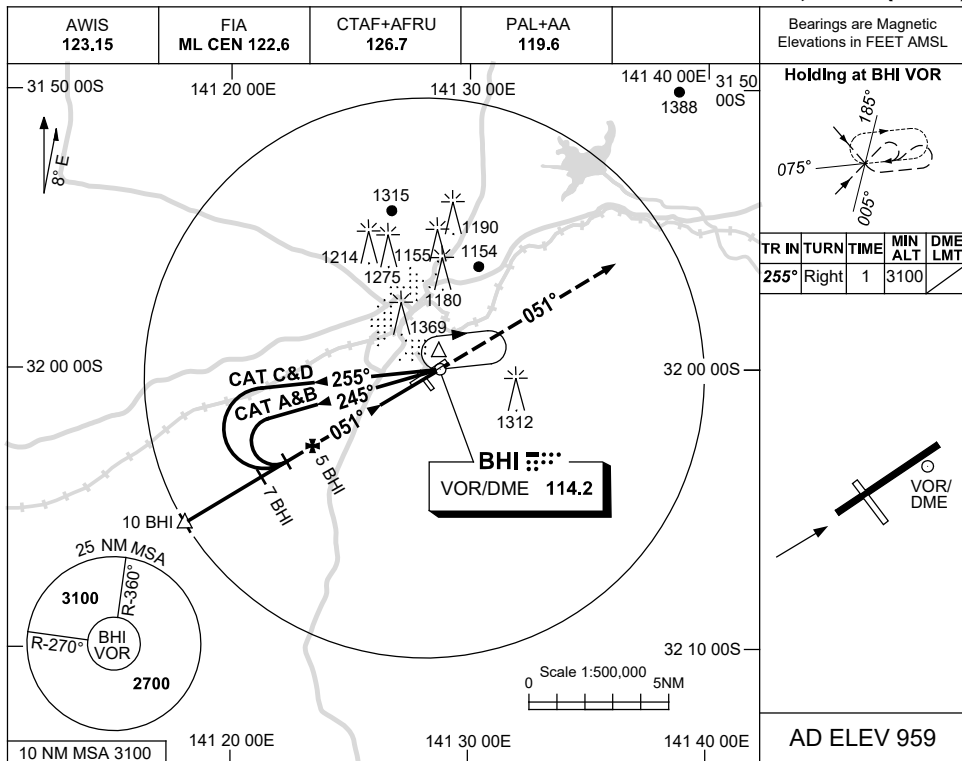 AWIS
123.15
FIA
ML CEN 122.6
CTAF+AFRU
126.7
PAL+AA
119.6
Bearings are Magnetic
Elevations in FEET AMSL
31 50 00S
141 20 00E
141 30 00E
141 40 00E
31 50
00S
1388
8° E
1315
1190
1214
1275
1155
1154
1180
1369
051°
32 00 00S
32 00 00S
CAT C&D
255°
CAT A&B
245°
051°
1312
5 BHI
7 BHI
10 BHI
BHI
VOR/DME 114.2
25 NM MSA
3100
R-360°
R-270°
BHI
VOR
2700
32 10 00S
Scale 1:500,000
0 5NM
10 NM MSA 3100
141 20 00E
141 30 00E
141 40 00E
Holding at BHI VOR
185°
075°
005°
TR IN TURN TIME MIN ALT DME LMT
255° Right 1 3100
VOR/
DME
AD ELEV 959